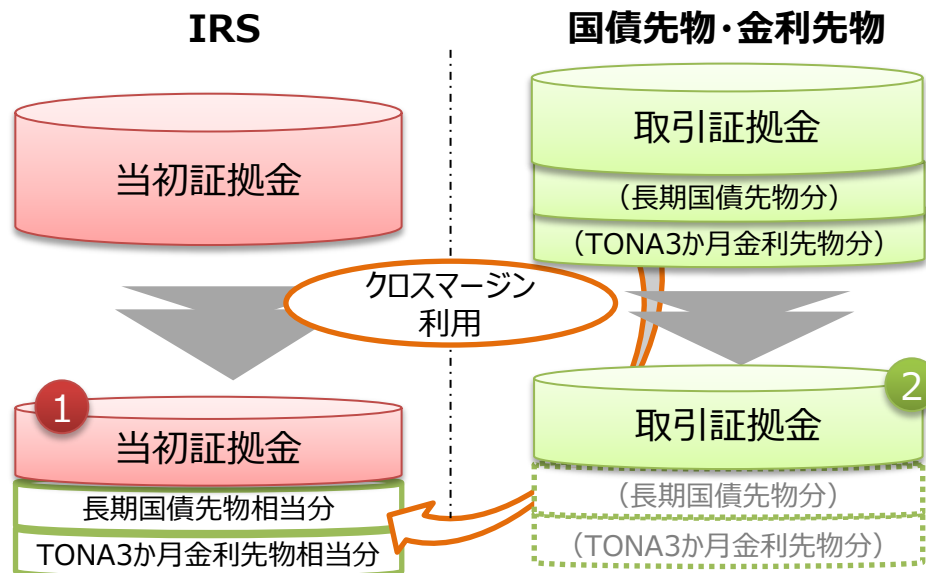 IRS
国債先物・金利先物
当初証拠金
取引証拠金
（長期国債先物分）
（TONA3か月金利先物分）
クロスマージン
利用
1
当初証拠金
長期国債先物相当分
TONA3か月金利先物相当分
2
取引証拠金
（長期国債先物分）
（TONA3か月金利先物分）